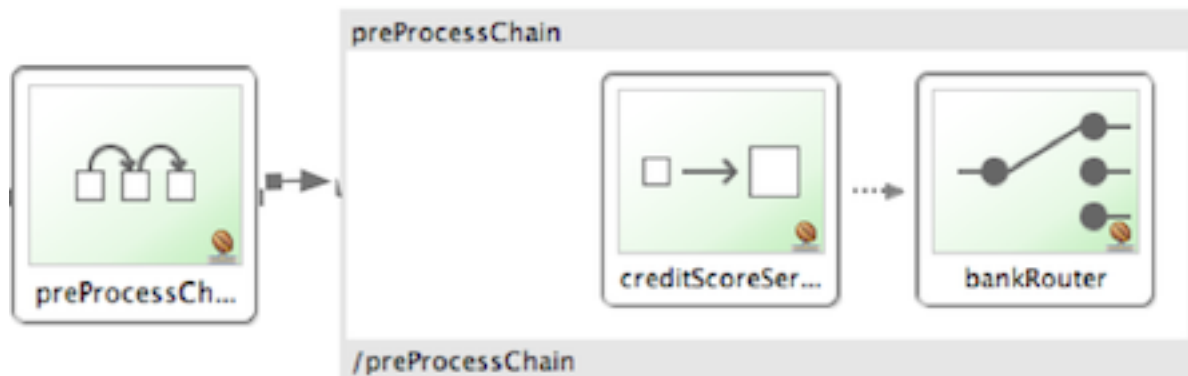 preProcessChain
preProcessCh...
creditScoreSer...
bankRouter
/preProcessChain